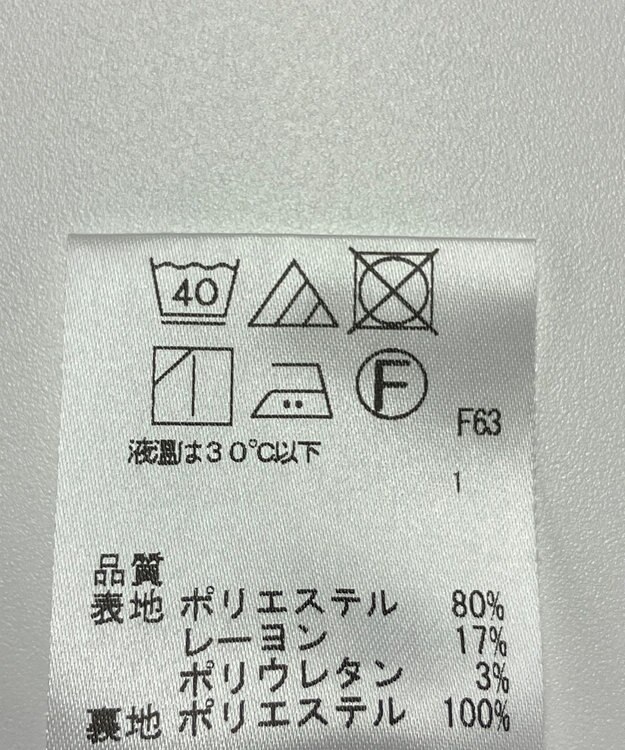 40
F
F63
液温は30℃以下
1
品質
表地 ポリエステル 80%
レーヨン 17%
ポリウレタン 3%
裏地 ポリエステル 100%